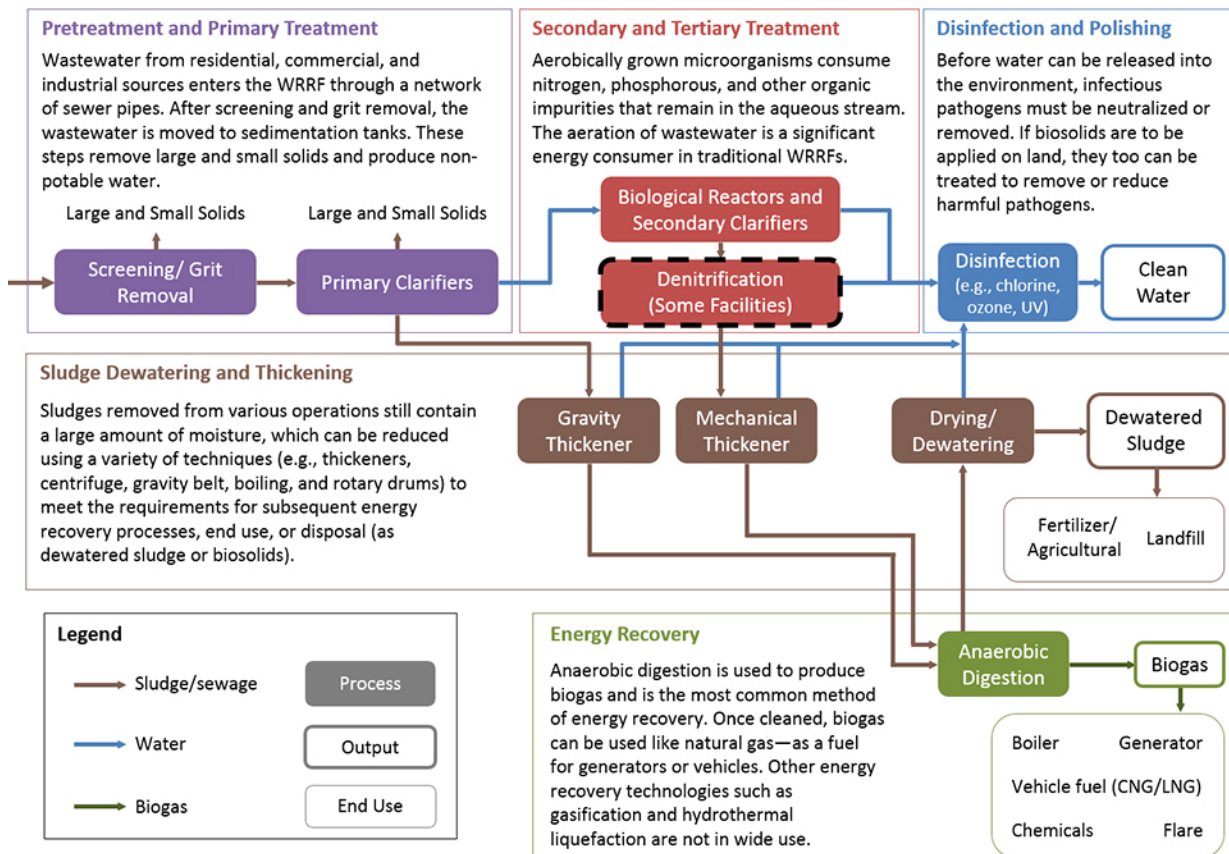 Pretreatment and Primary Treatment
Wastewater from residential, commercial, and
industrial sources enters the WRRF through a network
of sewer pipes. After screening and grit removal, the
wastewater is moved to sedimentation tanks. These
steps remove large and small solids and produce non-
potable water.
Large and Small Solids
Large and Small Solids
Screening/ Grit
Removal
Primary Clarifiers
Secondary and Tertiary Treatment
Aerobically grown microorganisms consume
nitrogen, phosphorous, and other organic
impurities that remain in the aqueous stream.
The aeration of wastewater is a significant
energy consumer in traditional WRRFs.
Biological Reactors and
Secondary Clarifiers
Denitrification
(Some Facilities)
Disinfection and Polishing
Before water can be released into
the environment, infectious
pathogens must be neutralized or
removed. If biosolids are to be
applied on land, they too can be
treated to remove or reduce
harmful pathogens.
Disinfection
(e.g., chlorine,
ozone, UV)
Clean
Water
Sludge Dewatering and Thickening
Sludges removed from various operations still contain
a large amount of moisture, which can be reduced
using a variety of techniques (e.g., thickeners,
centrifuge, gravity belt, boiling, and rotary drums) to
meet the requirements for subsequent energy
recovery processes, end use, or disposal (as
dewatered sludge or biosolids).
Gravity
Thickener
Mechanical
Thickener
Drying/
Dewatering
Dewatered
Sludge
Fertilizer/
Agricultural
Landfill
Legend
Sludge/sewage
Process
Water
Output
Biogas
End Use
Energy Recovery
Anaerobic digestion is used to produce
biogas and is the most common method
of energy recovery. Once cleaned, biogas
can be used like natural gas—as a fuel
for generators or vehicles. Other energy
recovery technologies such as
gasification and hydrothermal
liquefaction are not in wide use.
Anaerobic
Digestion
Biogas
Boiler
Generator
Vehicle fuel (CNG/LNG)
Chemicals
Flare